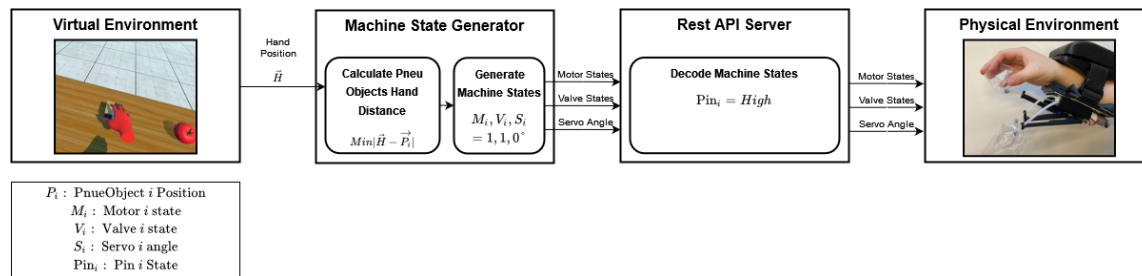 Virtual Environment
Hand
Position
H⃗
Machine State Generator
Calculate Pneu
Objects Hand
Distance
Min|H⃗ − P⃗ᵢ|
Generate
Machine States
Mᵢ, Vᵢ, Sᵢ
= 1, 1, 0°
Motor States
Valve States
Servo Angle
Rest API Server
Decode Machine States
Pinᵢ = High
Motor States
Valve States
Servo Angle
Physical Environment
Pᵢ : PnueObject i Position
Mᵢ : Motor i state
Vᵢ : Valve i state
Sᵢ : Servo i angle
Pinᵢ : Pin i State